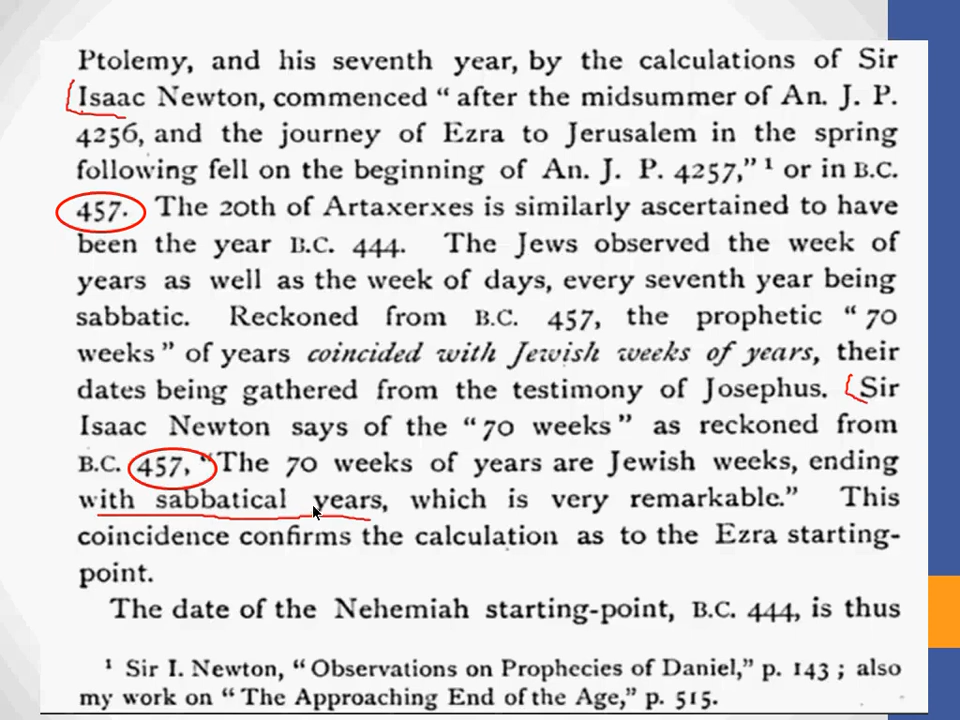 Ptolemy, and his seventh year, by the calculations of Sir
Isaac Newton, commenced “ after the midsummer of An. J. P.
4256, and the journey of Ezra to Jerusalem in the spring
following fell on the beginning of An. J. P. 4257,” ¹ or in B.C.
457. The 20th of Artaxerxes is similarly ascertained to have
been the year B.C. 444. The Jews observed the week of
years as well as the week of days, every seventh year being
sabbatic. Reckoned from B.C. 457, the prophetic “ 70
weeks ” of years coincided with Jewish weeks of years, their
dates being gathered from the testimony of Josephus. Sir
Isaac Newton says of the “ 70 weeks ” as reckoned from
B.C. 457, “ The 70 weeks of years are Jewish weeks, ending
with sabbatical years, which is very remarkable.” This
coincidence confirms the calculation as to the Ezra starting-
point.
The date of the Nehemiah starting-point, B.C. 444, is thus
¹ Sir I. Newton, “ Observations on Prophecies of Daniel,” p. 143 ; also
my work on “ The Approaching End of the Age,” p. 515.